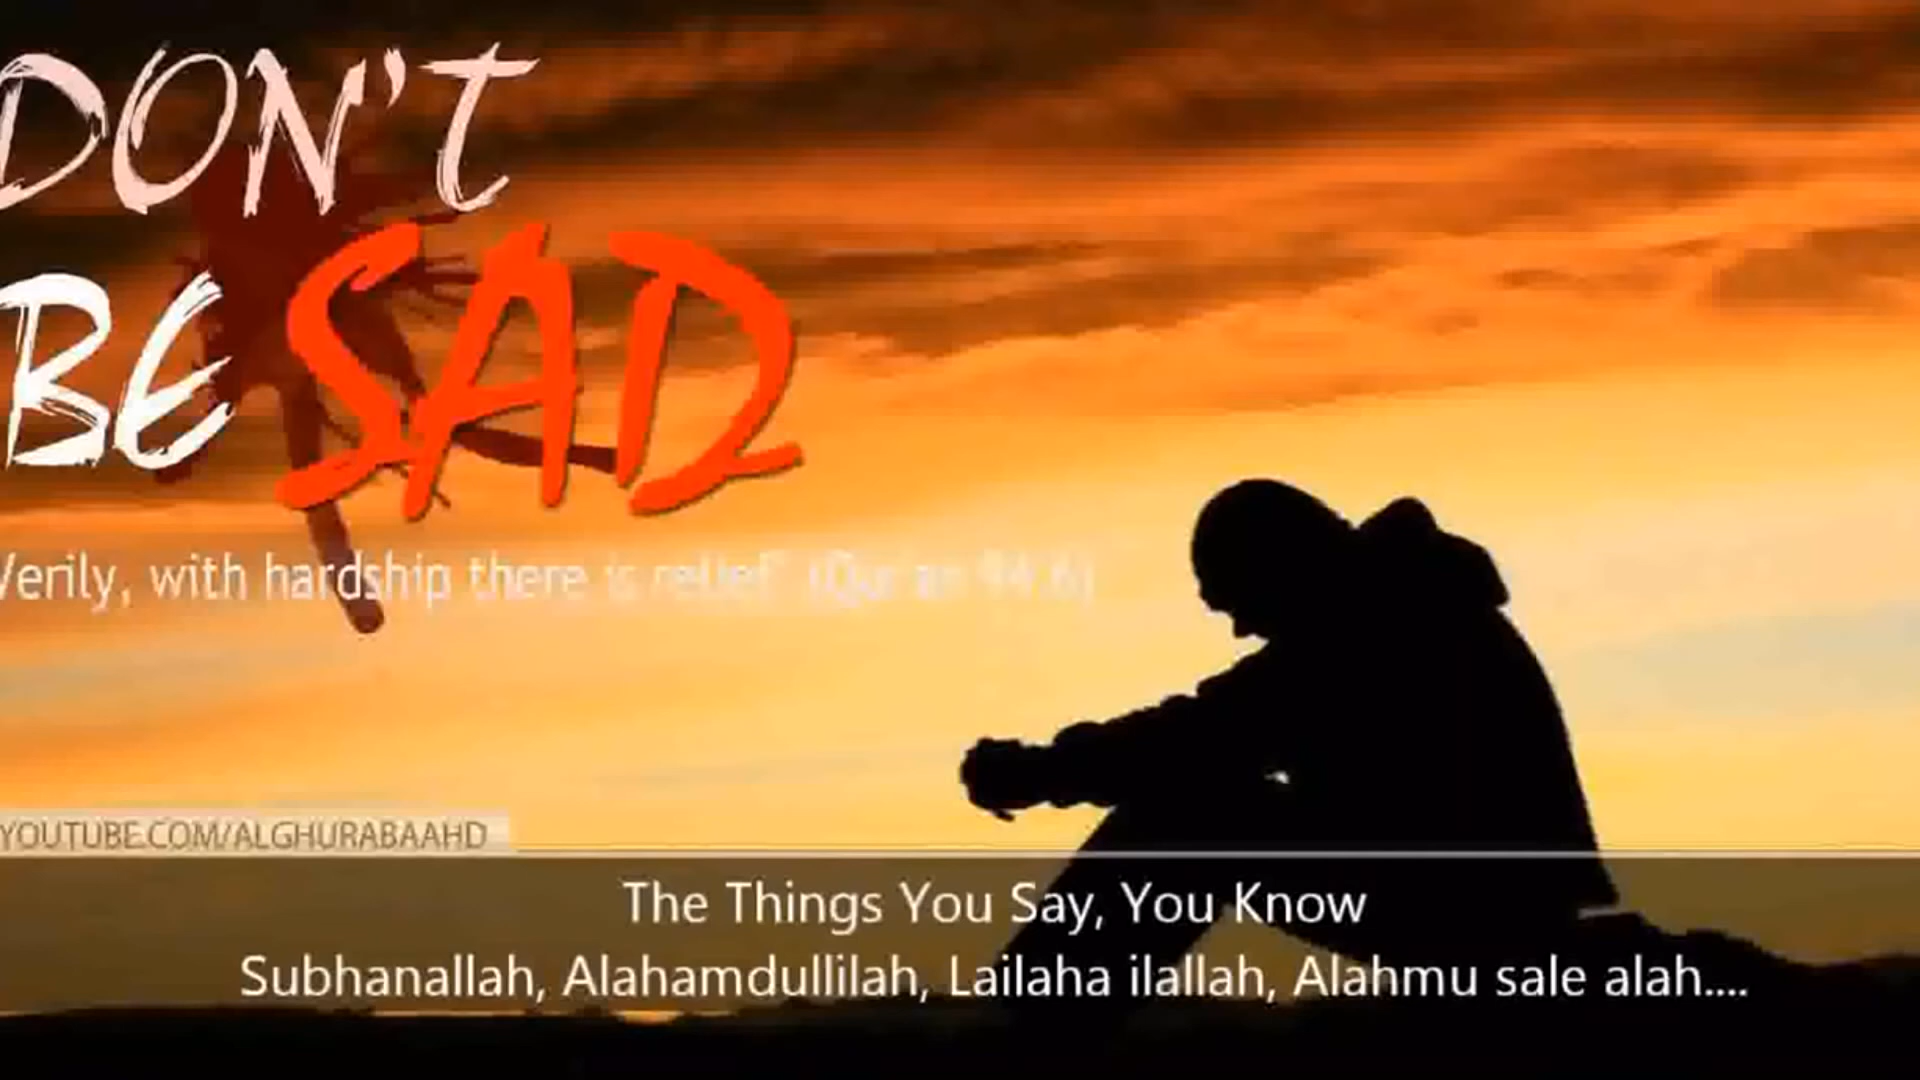 DON'T
BE SAD
Verily, with hardship there is relief" (Qur'an 94:6)
YOUTUBE.COM/ALGHURABAAHD
The Things You Say, You Know
Subhanallah, Alahamdullilah, Lailaha ilallah, Alahmu sale alah....